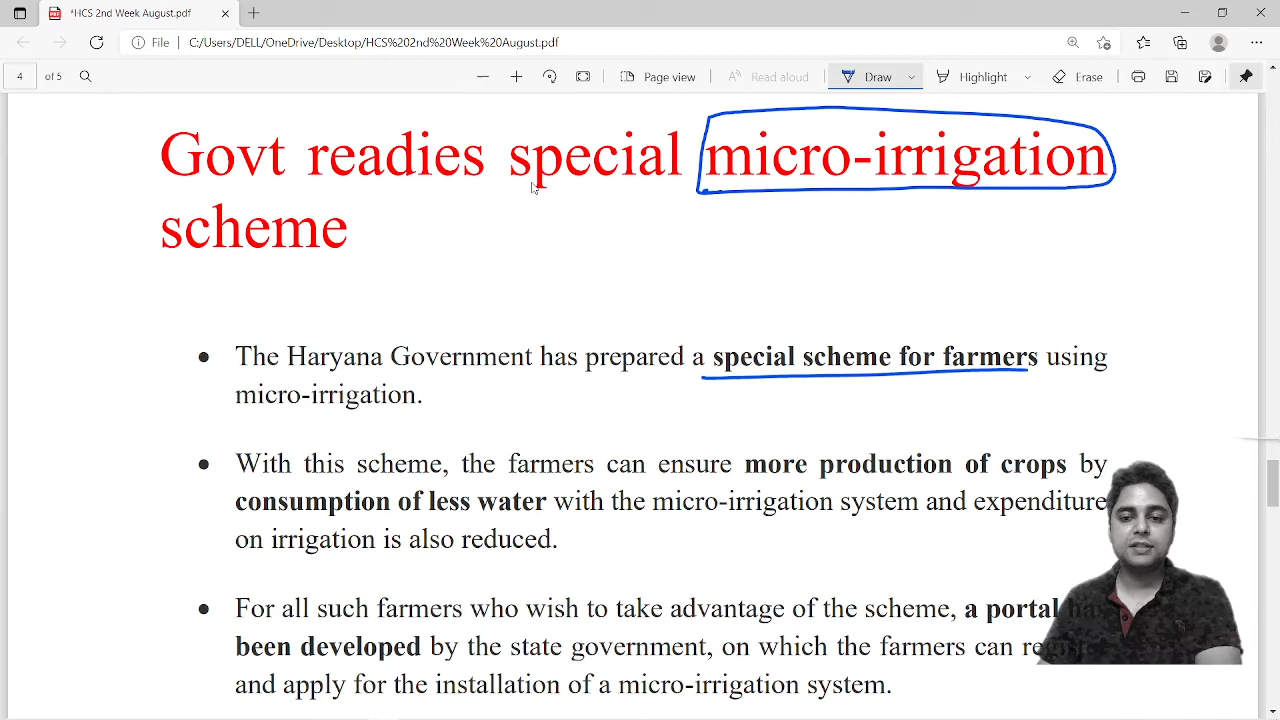 *HCS 2nd Week August.pdf
File C:/Users/DELL/OneDrive/Desktop/HCS%202nd%20Week%20August.pdf
4 of 5 Page view Read aloud Draw Highlight Erase
Govt readies special micro-irrigation
scheme
• The Haryana Government has prepared a special scheme for farmers using
micro-irrigation.
• With this scheme, the farmers can ensure more production of crops by
consumption of less water with the micro-irrigation system and expenditure
on irrigation is also reduced.
• For all such farmers who wish to take advantage of the scheme, a portal
been developed by the state government, on which the farmers can
and apply for the installation of a micro-irrigation system.